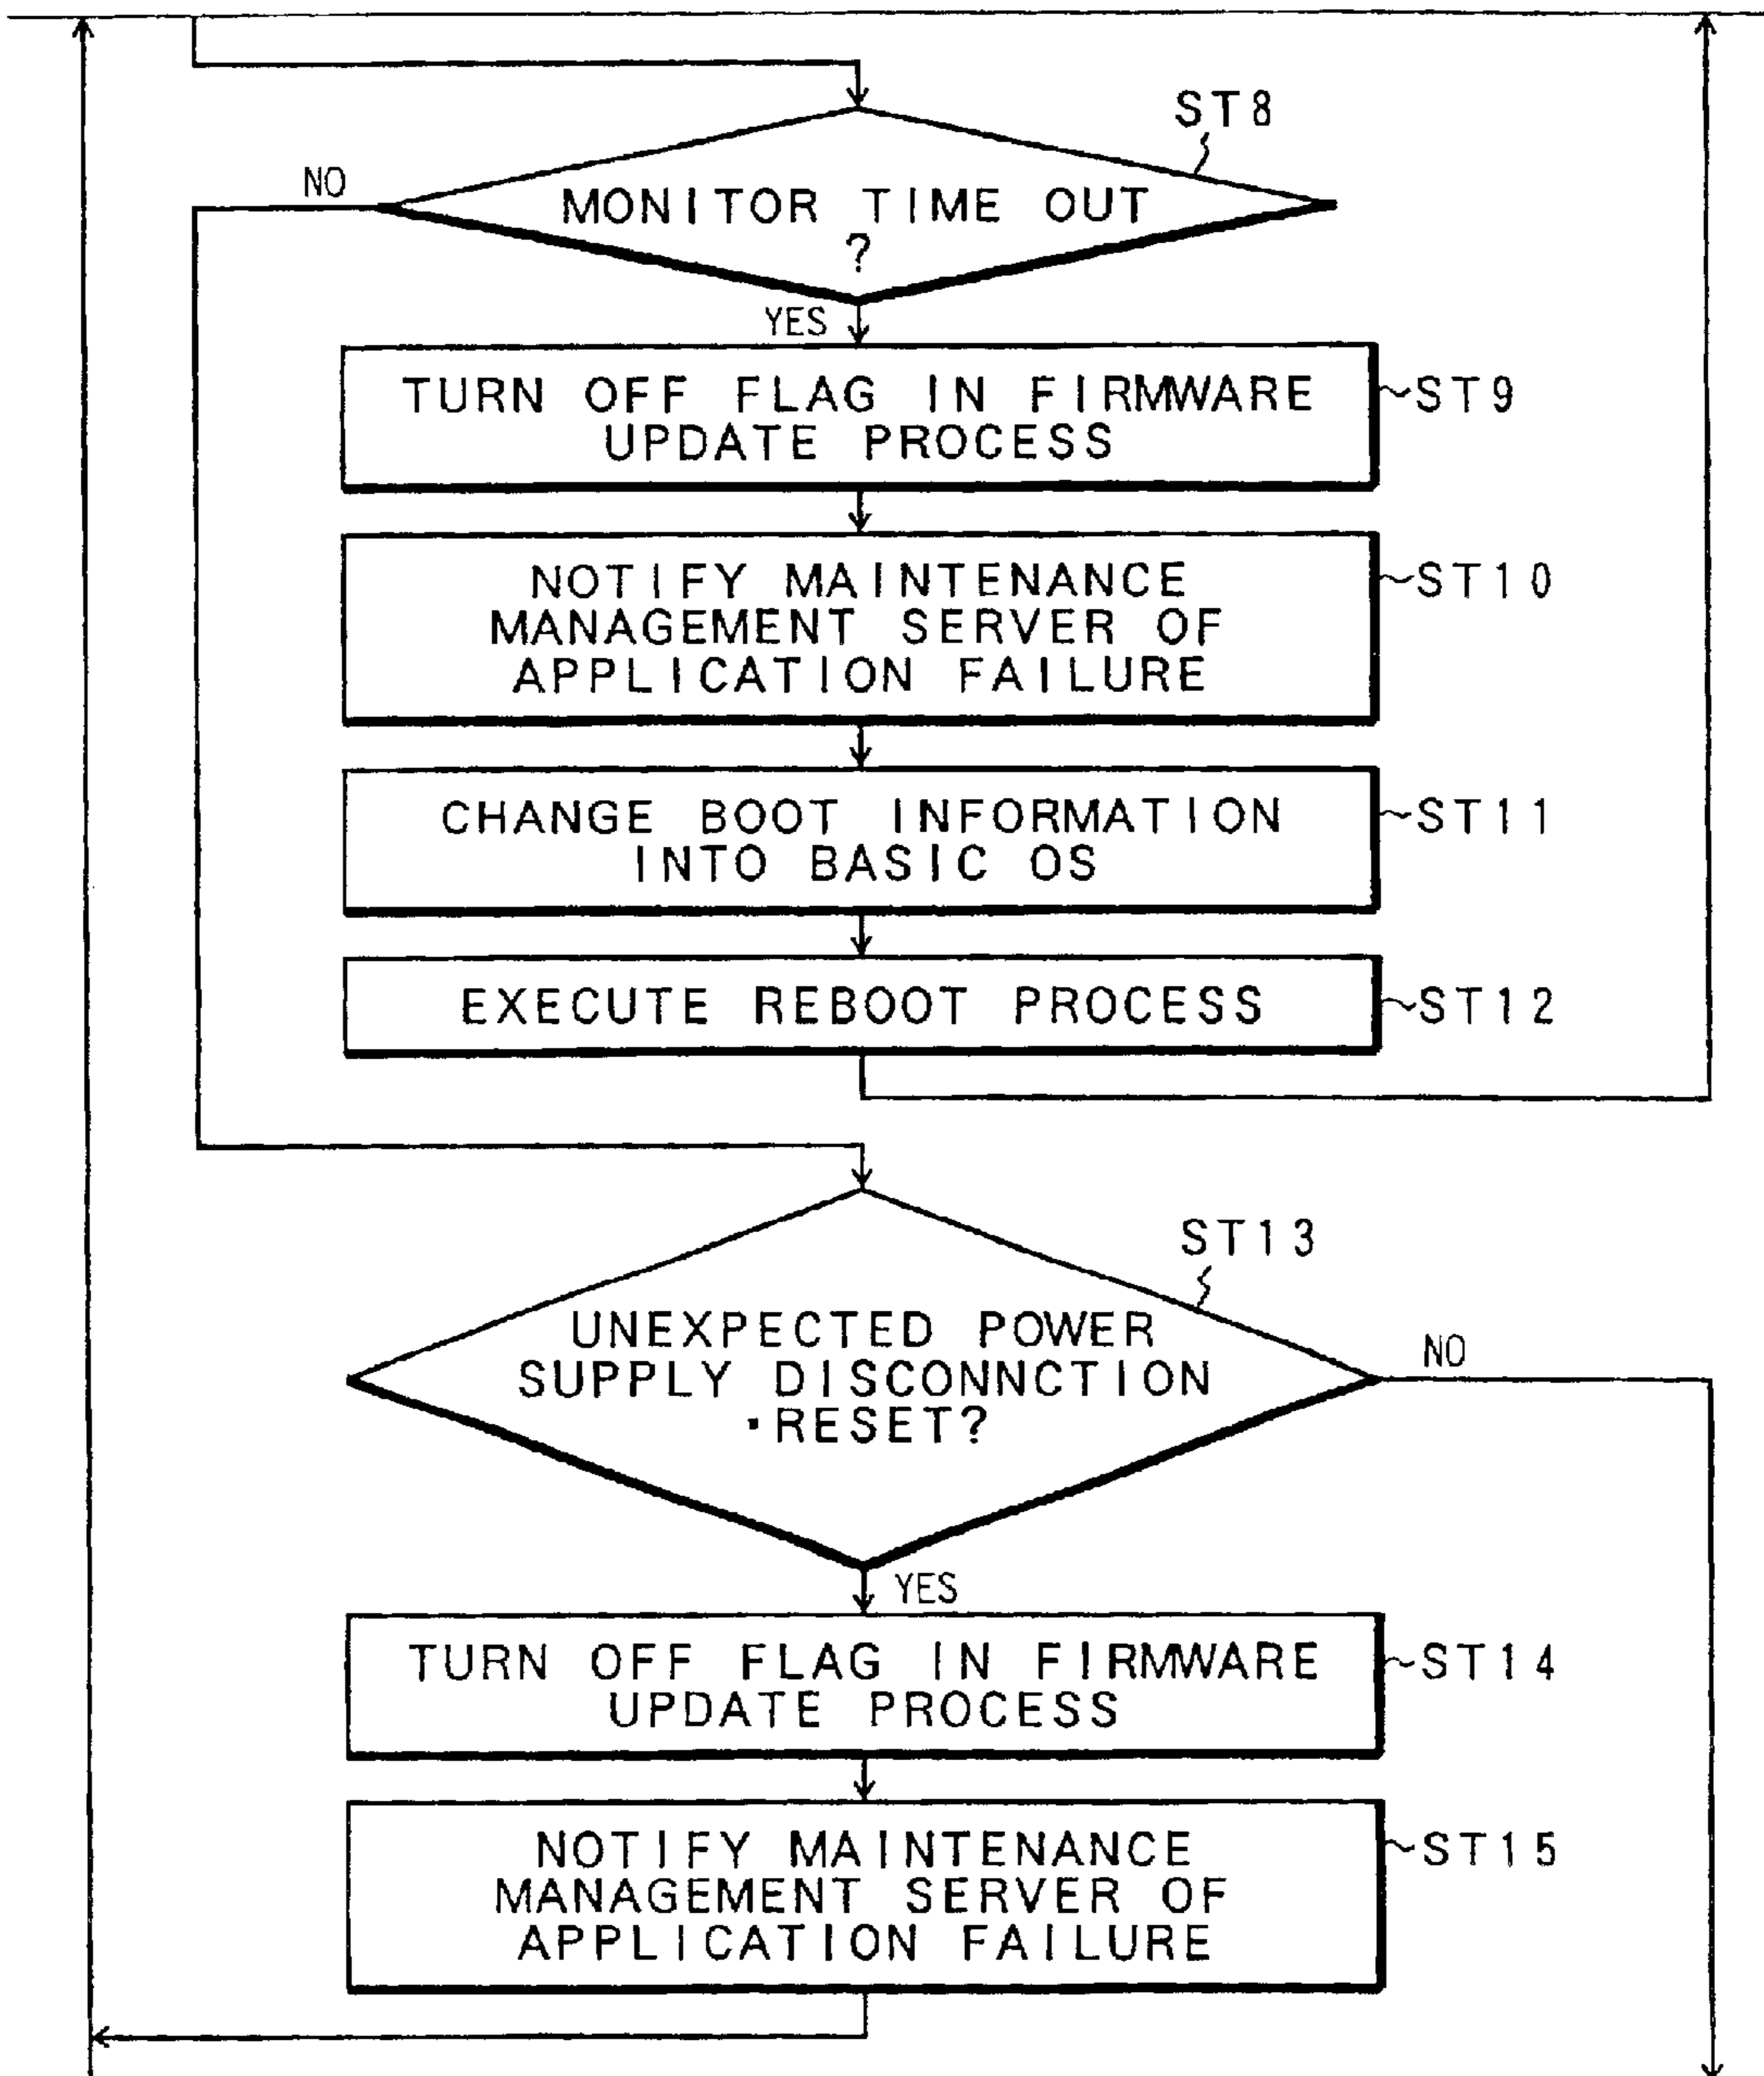 ST8
NO
MONITOR TIME OUT
?
YES
TURN OFF FLAG IN FIRMWARE
UPDATE PROCESS
ST9
NOTIFY MAINTENANCE
MANAGEMENT SERVER OF
APPLICATION FAILURE
ST10
CHANGE BOOT INFORMATION
INTO BASIC OS
ST11
EXECUTE REBOOT PROCESS
ST12
ST13
UNEXPECTED POWER
SUPPLY DISCONNCTION
·RESET?
NO
YES
TURN OFF FLAG IN FIRMWARE
UPDATE PROCESS
ST14
NOTIFY MAINTENANCE
MANAGEMENT SERVER OF
APPLICATION FAILURE
ST15